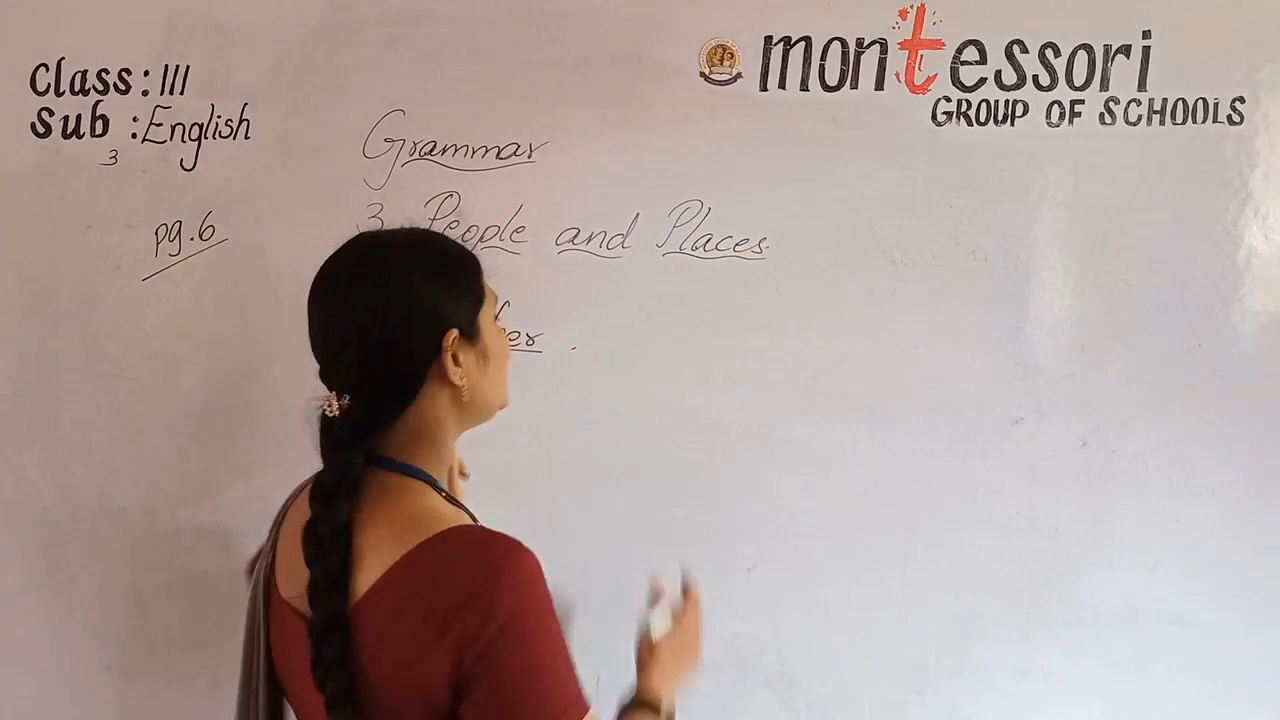 Class: III
Sub : English
3
pg.6
montessori
GROUP OF SCHOOLS
Grammar
3. People and Places.